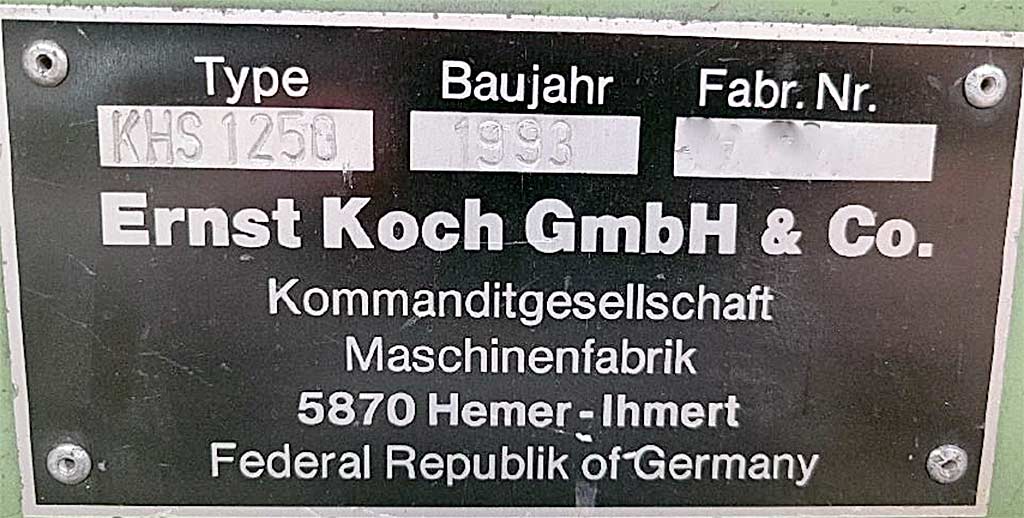 Type Baujahr Fabr. Nr.
KHS 1250 1993
Ernst Koch GmbH & Co.
Kommanditgesellschaft
Maschinenfabrik
5870 Hemer-Ihmert
Federal Republik of Germany